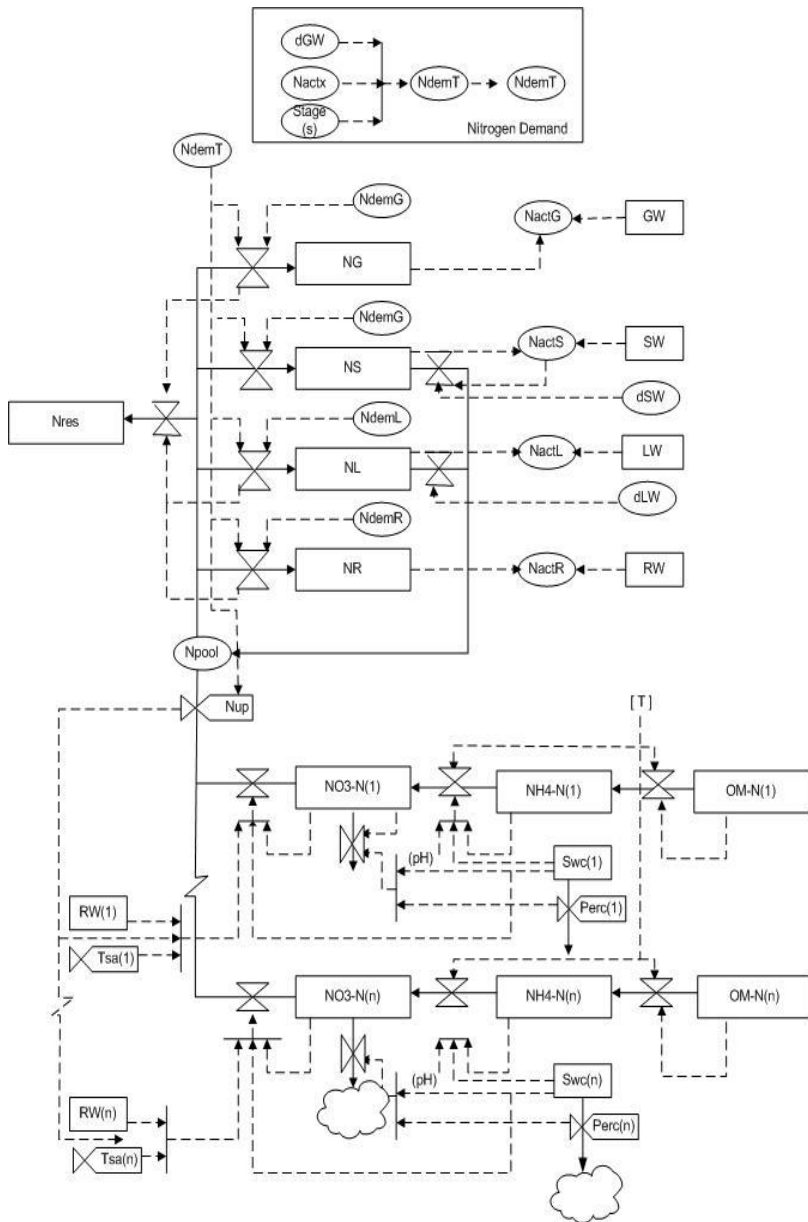 dGW
Nactx
NdemT
NdemT
Stage
(s)
Nitrogen Demand
NdemT
NdemG
NactG
GW
NG
NdemG
NactS
SW
NS
dSW
Nres
NdemL
NactL
LW
NL
dLW
NdemR
NR
NactR
RW
Npool
Nup
[ T ]
NO3-N(1)
NH4-N(1)
OM-N(1)
(pH)
Swc(1)
RW(1)
Perc(1)
Tsa(1)
NO3-N(n)
NH4-N(n)
OM-N(n)
(pH)
Swc(n)
RW(n)
Perc(n)
Tsa(n)